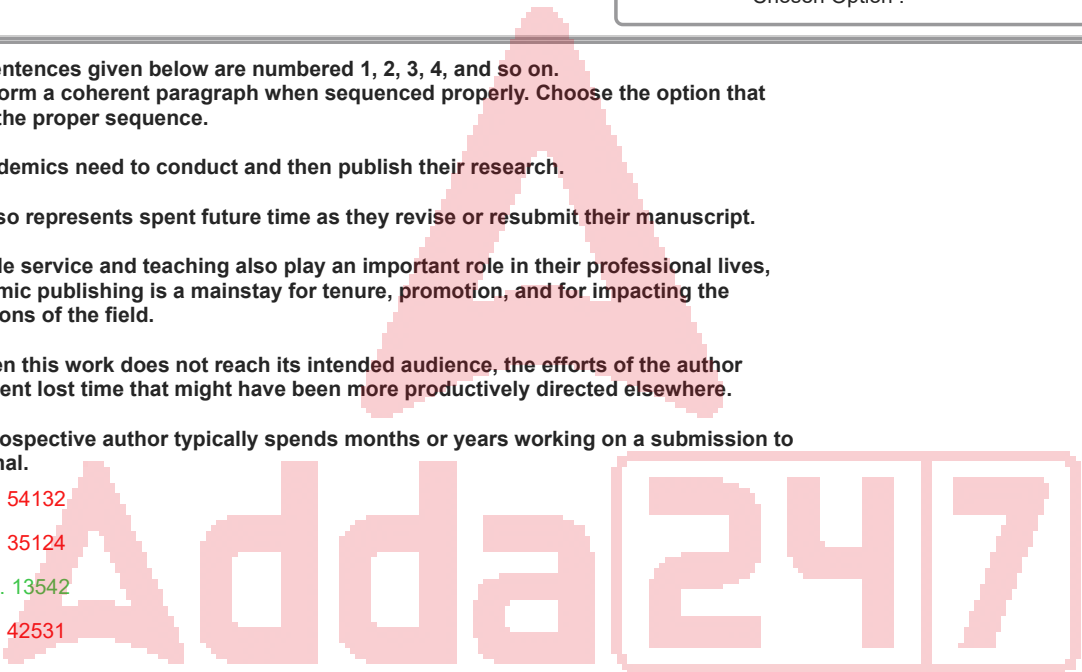 Chosen Option :
entences given below are numbered 1, 2, 3, 4, and so on.
orm a coherent paragraph when sequenced properly. Choose the option that
the proper sequence.
demics need to conduct and then publish their research.
so represents spent future time as they revise or resubmit their manuscript.
le service and teaching also play an important role in their professional lives,
mic publishing is a mainstay for tenure, promotion, and for impacting the
ons of the field.
en this work does not reach its intended audience, the efforts of the author
ent lost time that might have been more productively directed elsewhere.
ospective author typically spends months or years working on a submission to
nal.
54132
35124
. 13542
42531
Adda 247